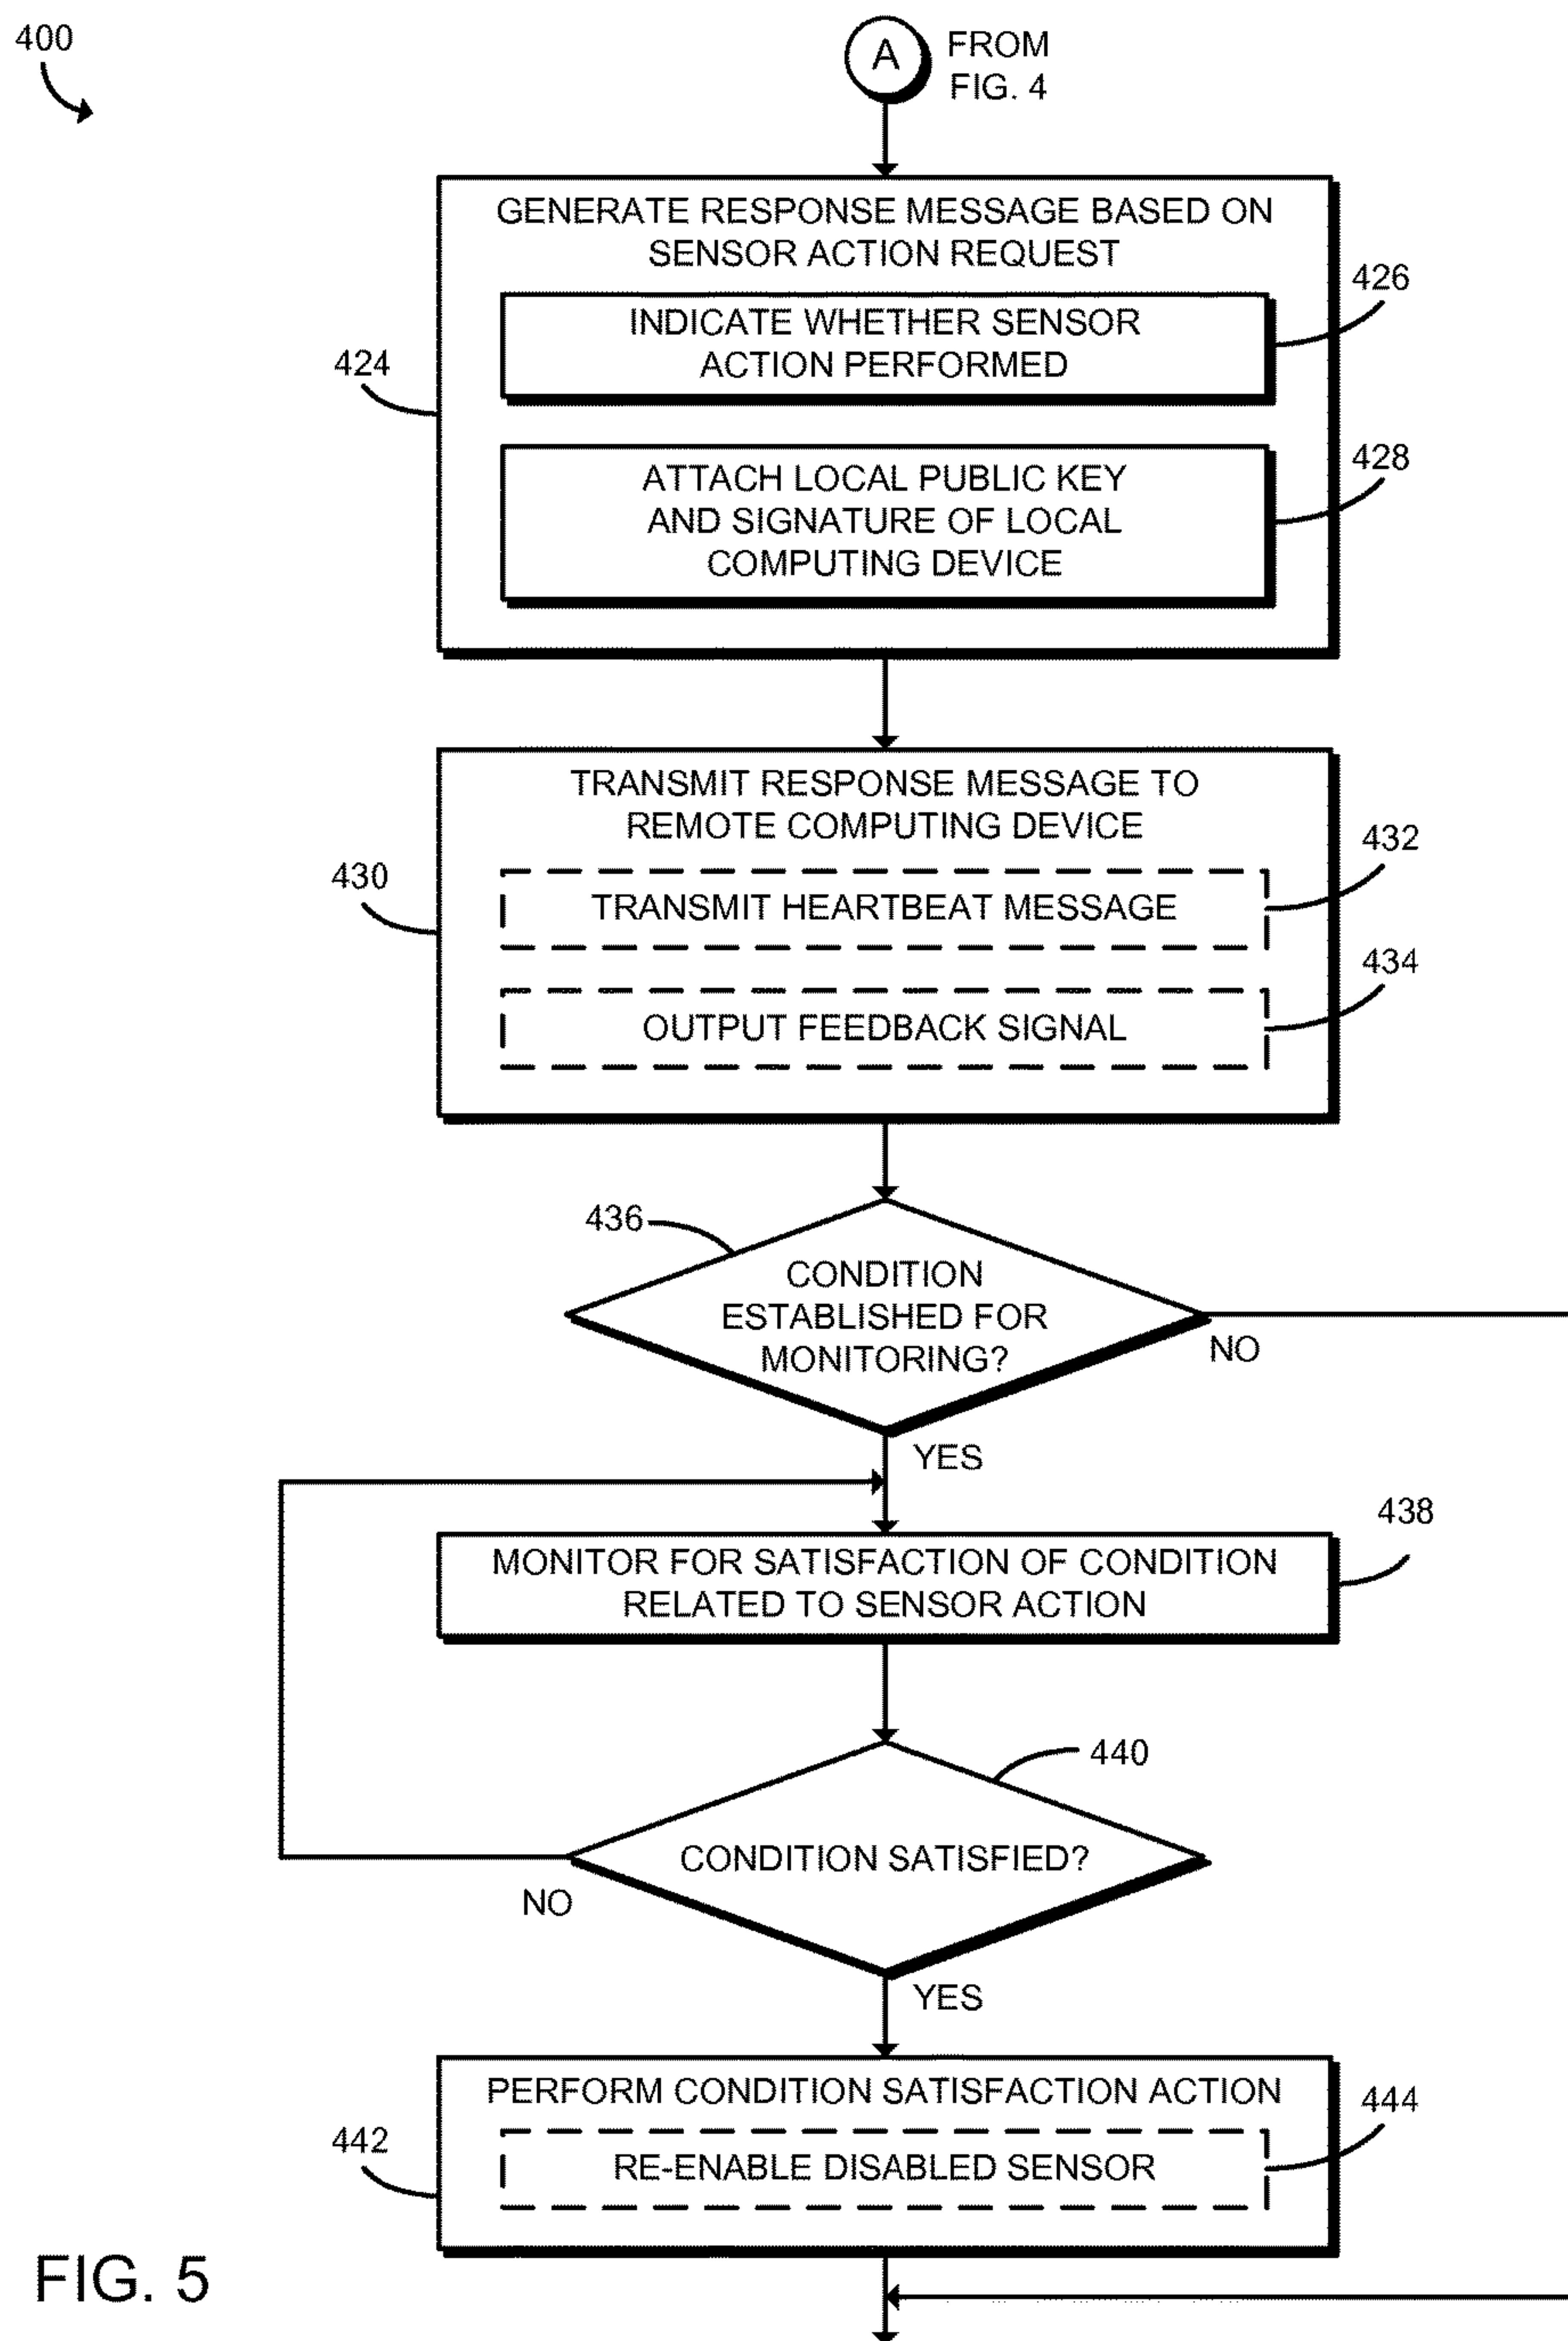 400
A
FROM
FIG. 4
GENERATE RESPONSE MESSAGE BASED ON
SENSOR ACTION REQUEST
426
INDICATE WHETHER SENSOR
ACTION PERFORMED
424
428
ATTACH LOCAL PUBLIC KEY
AND SIGNATURE OF LOCAL
COMPUTING DEVICE
TRANSMIT RESPONSE MESSAGE TO
REMOTE COMPUTING DEVICE
432
430
TRANSMIT HEARTBEAT MESSAGE
434
OUTPUT FEEDBACK SIGNAL
436
CONDITION
ESTABLISHED FOR
MONITORING?
NO
YES
438
MONITOR FOR SATISFACTION OF CONDITION
RELATED TO SENSOR ACTION
440
CONDITION SATISFIED?
NO
YES
PERFORM CONDITION SATISFACTION ACTION
444
442
RE-ENABLE DISABLED SENSOR
FIG. 5